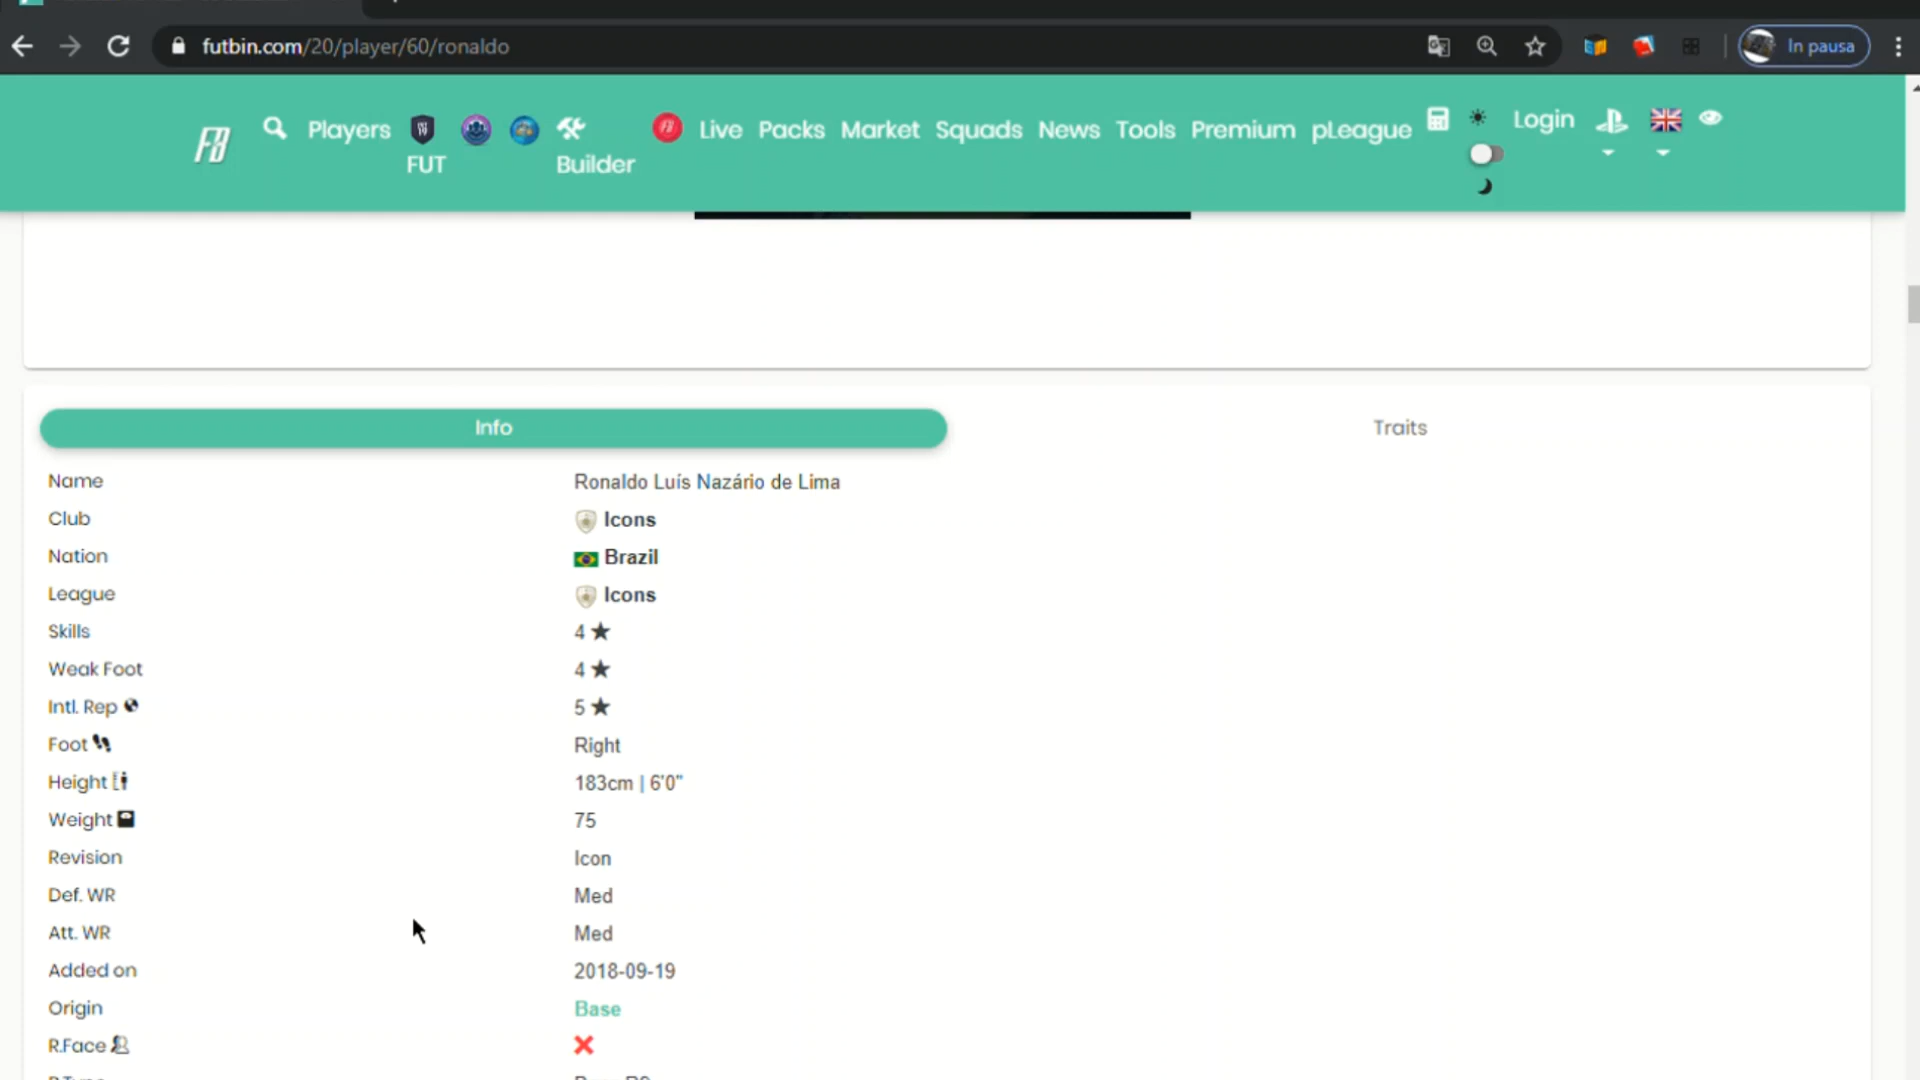 futbin.com/20/player/60/ronaldo
In pausa
FB
Players
FUT
Builder
Live
Packs
Market
Squads
News
Tools
Premium
pLeague
Login
Info
Traits
Name Ronaldo Luís Nazário de Lima
Club Icons
Nation Brazil
League Icons
Skills 4 ★
Weak Foot 4 ★
Intl. Rep 5 ★
Foot Right
Height 183cm | 6'0"
Weight 75
Revision Icon
Def. WR Med
Att. WR Med
Added on 2018-09-19
Origin Base
R.Face